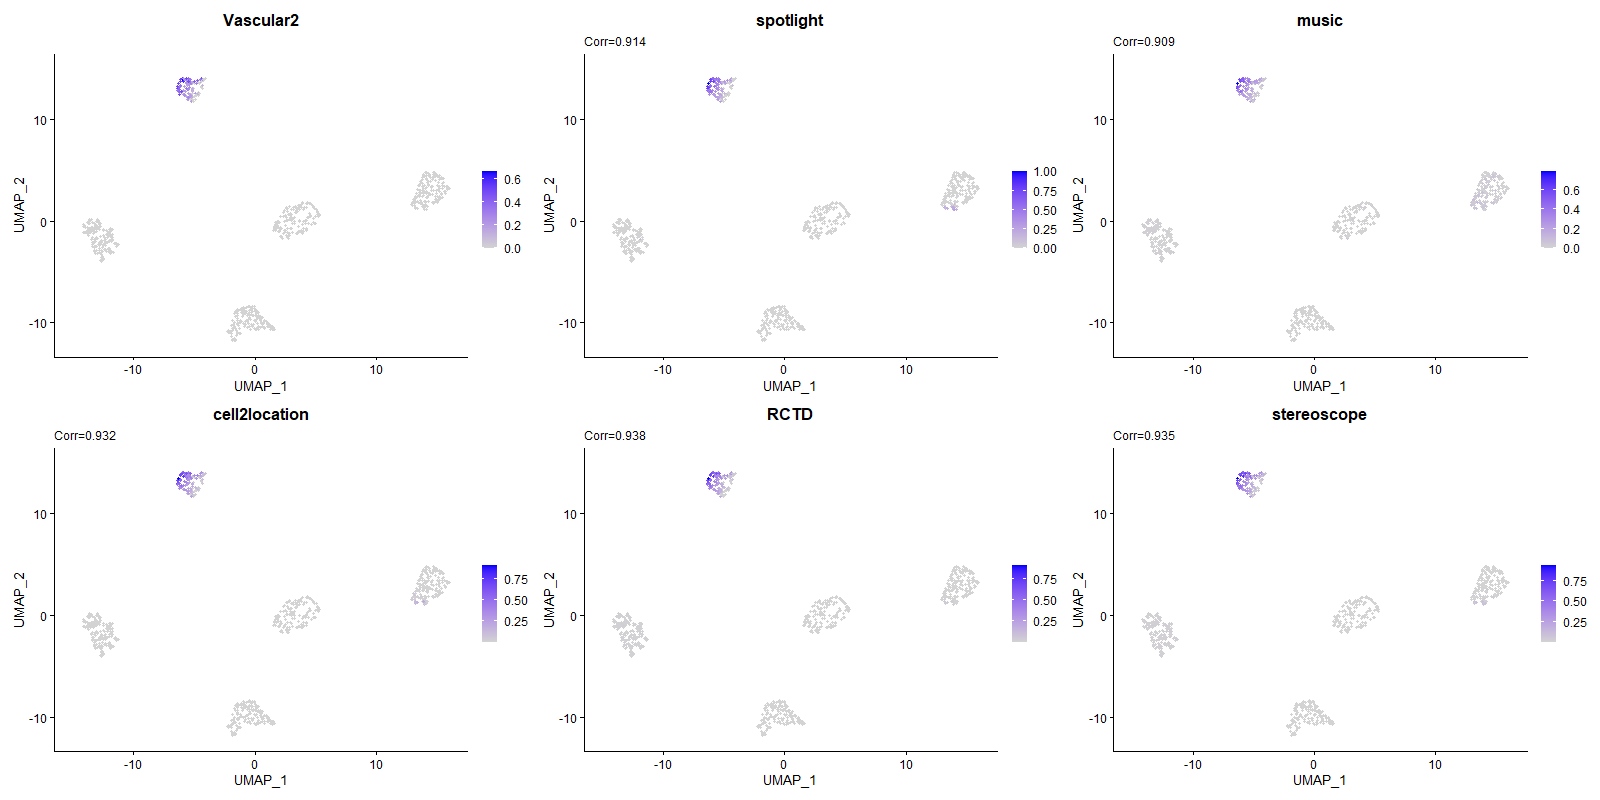 Vascular2
UMAP_2
10
0
-10
-10
0
10
UMAP_1
0.6
0.4
0.2
0.0
spotlight
Corr=0.914
UMAP_2
10
0
-10
-10
0
10
UMAP_1
1.00
0.75
0.50
0.25
0.00
music
Corr=0.909
UMAP_2
10
0
-10
-10
0
10
UMAP_1
0.6
0.4
0.2
0.0
cell2location
Corr=0.932
UMAP_2
10
0
-10
-10
0
10
UMAP_1
0.75
0.50
0.25
RCTD
Corr=0.938
UMAP_2
10
0
-10
-10
0
10
UMAP_1
0.75
0.50
0.25
stereoscope
Corr=0.935
UMAP_2
10
0
-10
-10
0
10
UMAP_1
0.75
0.50
0.25